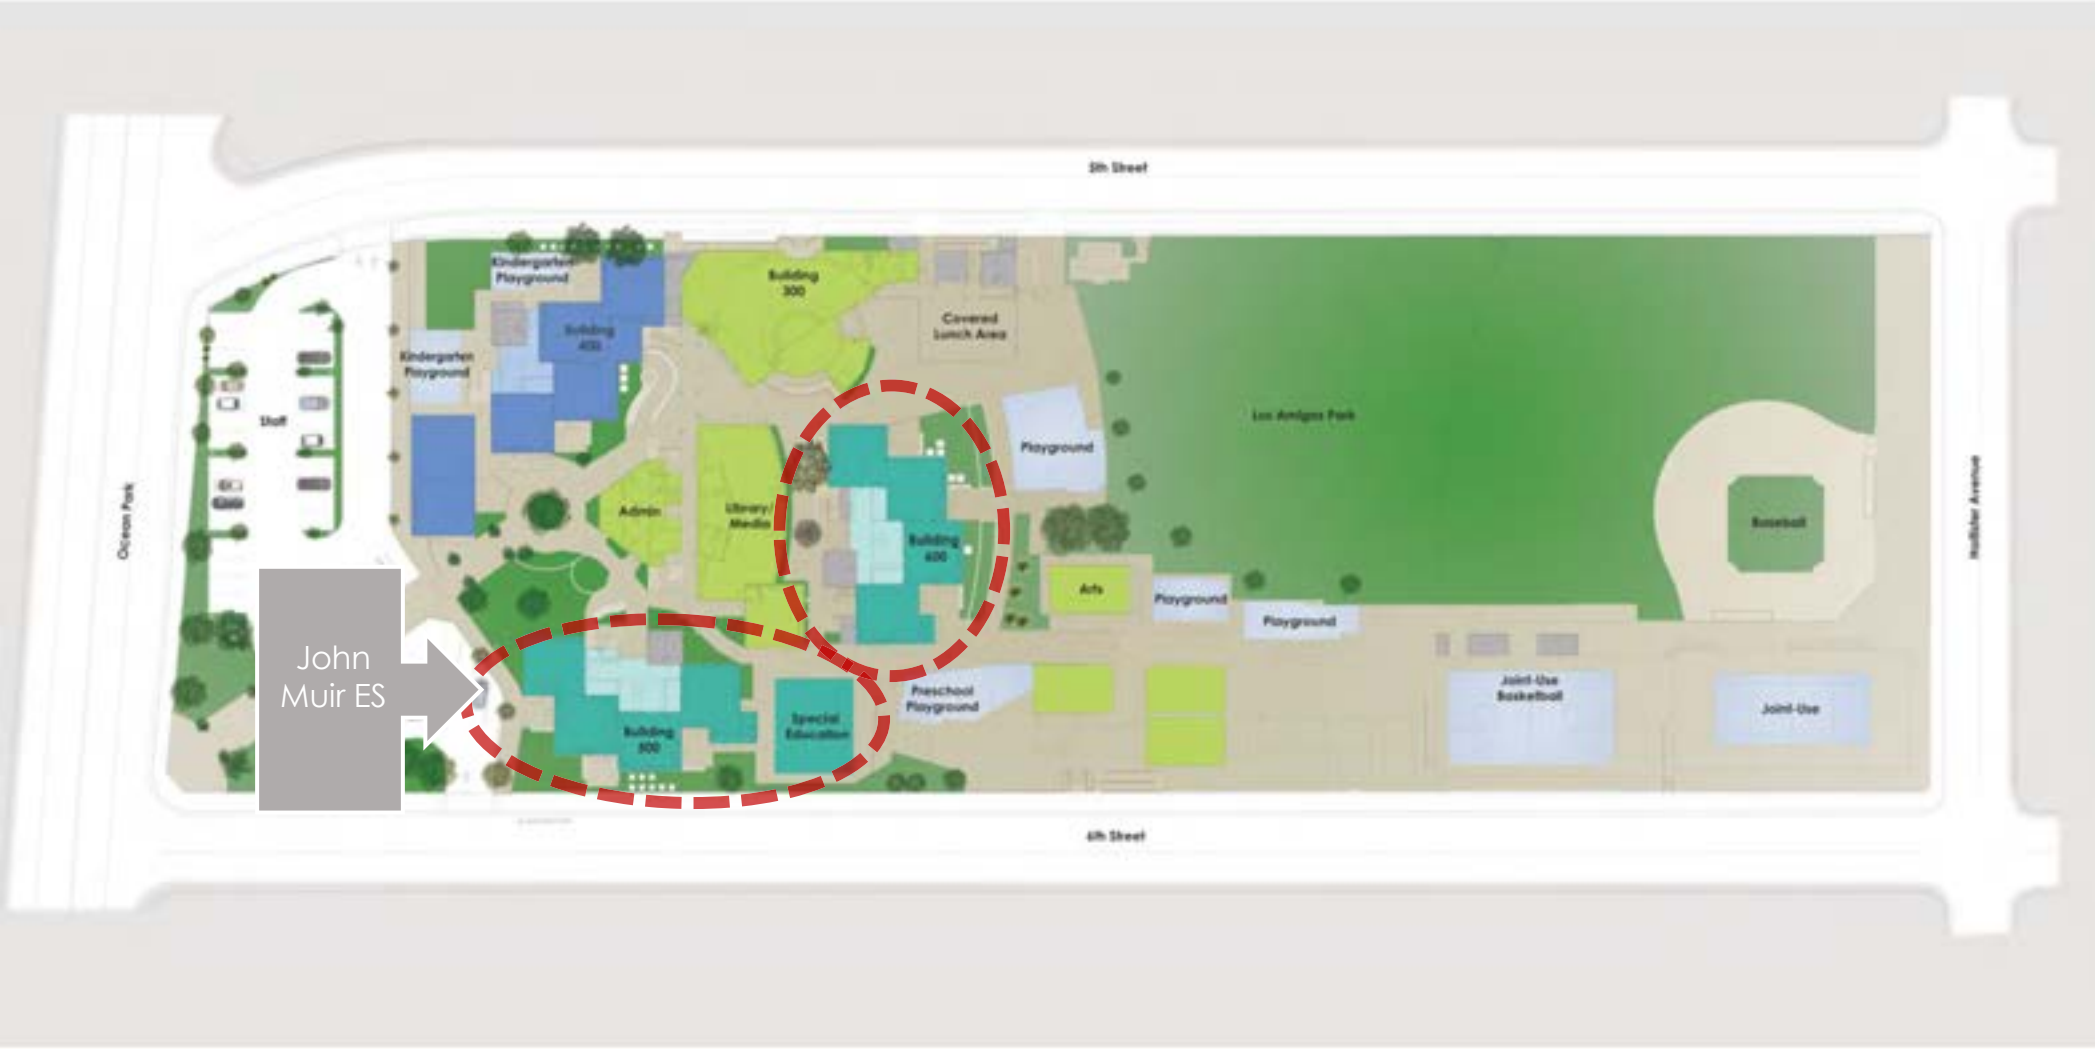 5th Street
Kindergarten
Playground
Building
300
Building
400
Covered
Lunch Area
Kindergarten
Playground
Staff
Los Amigos Park
Playground
Ocean Park
Admin
Library/
Media
Building
600
Hollister Avenue
Baseball
Arts
Playground
Playground
John
Muir ES
Preschool
Playground
Joint-Use
Basketball
Joint-Use
Special
Education
Building
500
6th Street